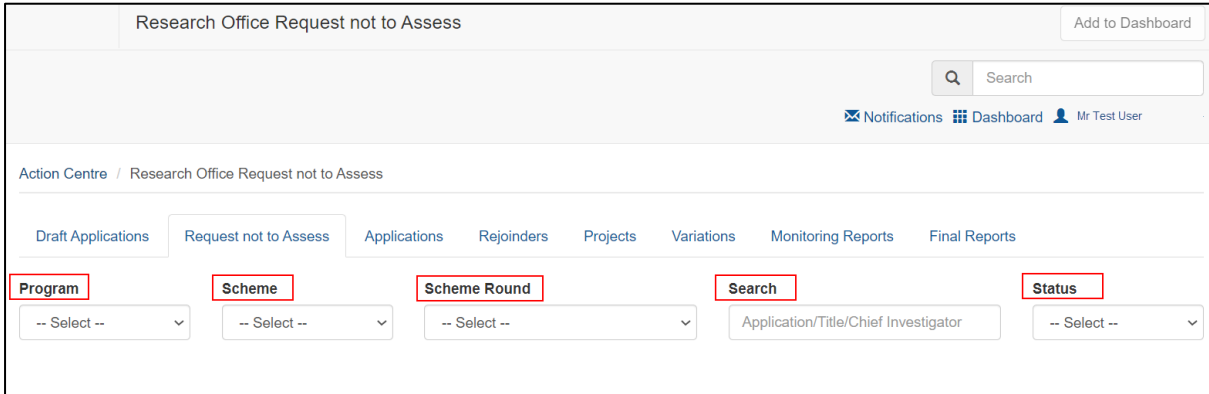 Research Office Request not to Assess
Add to Dashboard
Search
Notifications Dashboard Mr Test User
Action Centre / Research Office Request not to Assess
Draft Applications Request not to Assess Applications Rejoinders Projects Variations Monitoring Reports Final Reports
Program Scheme Scheme Round Search Status
-- Select -- -- Select -- -- Select -- Application/Title/Chief Investigator -- Select --